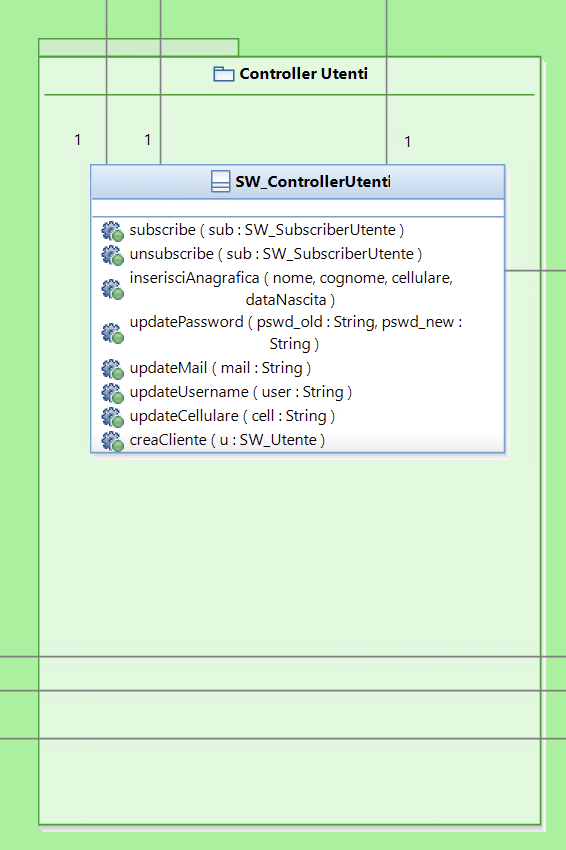 Controller Utenti
1
1
1
SW_ControllerUtenti
subscribe ( sub : SW_SubscriberUtente )
unsubscribe ( sub : SW_SubscriberUtente )
inserisciAnagrafica ( nome, cognome, cellulare,
dataNascita )
updatePassword ( pswd_old : String, pswd_new :
String )
updateMail ( mail : String )
updateUsername ( user : String )
updateCellulare ( cell : String )
creaCliente ( u : SW_Utente )